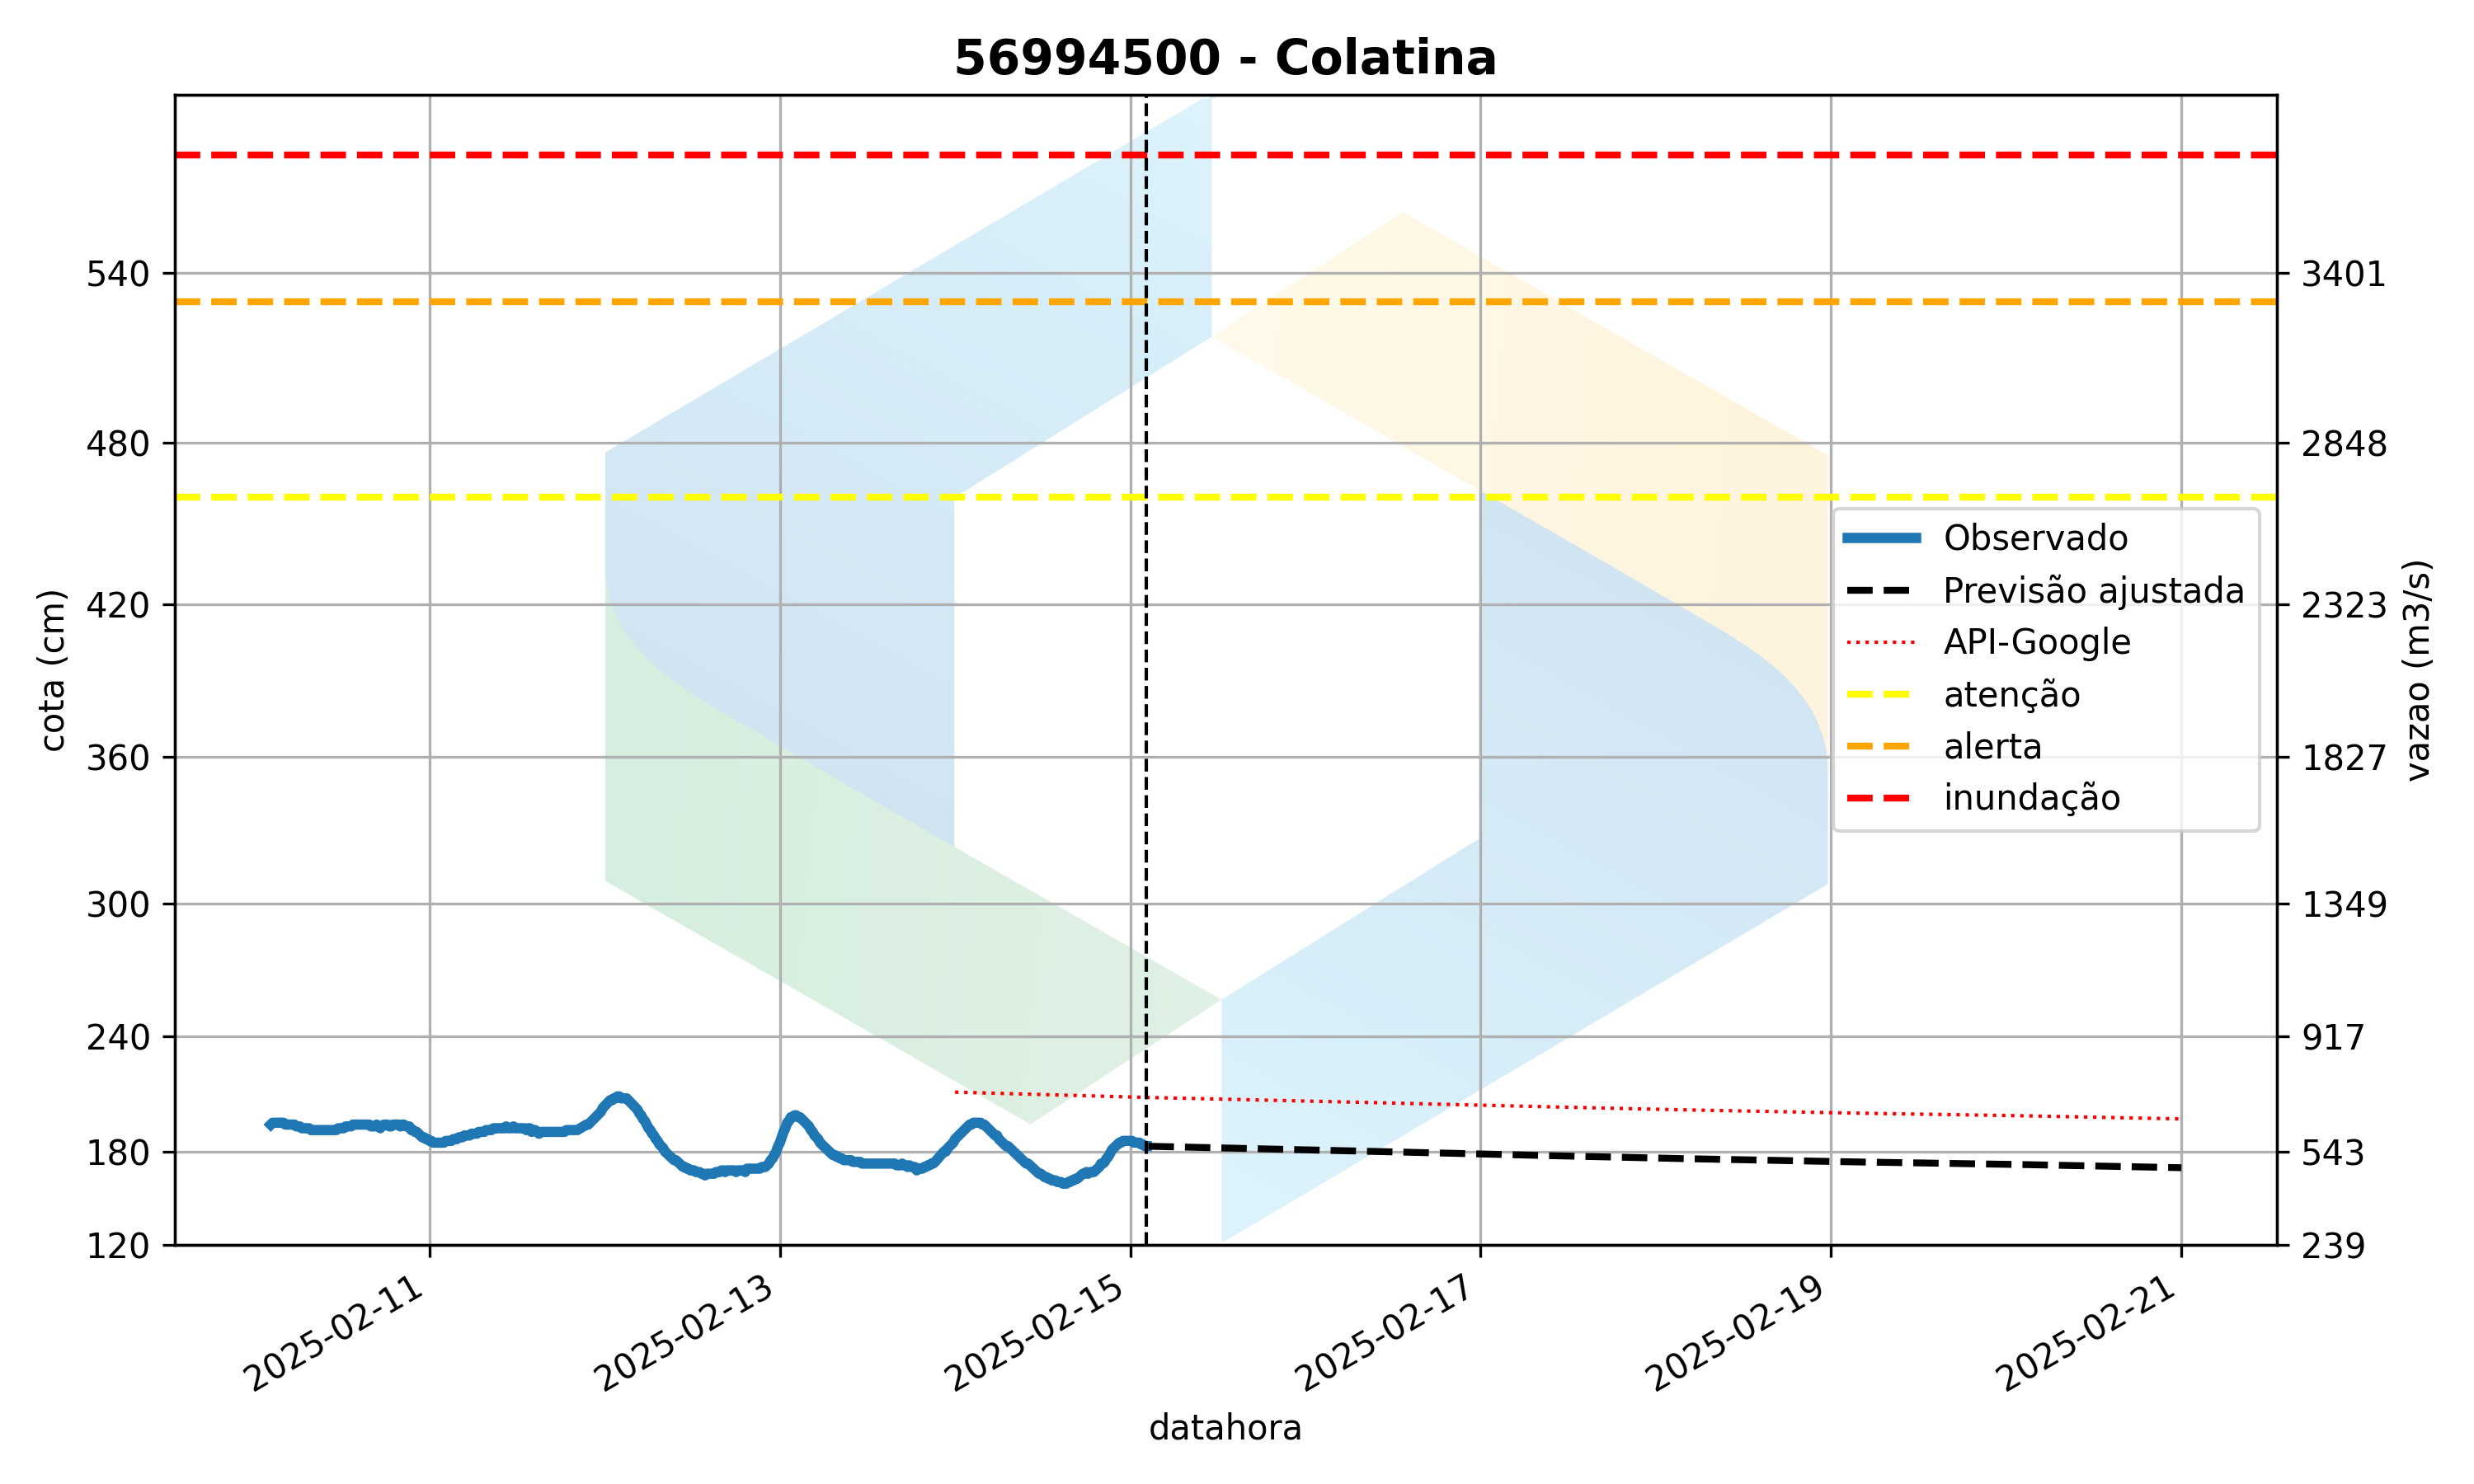 56994500 - Colatina
540
480
420
360
300
240
180
120
cota (cm)
3401
2848
2323
1827
1349
917
543
239
vazao (m3/s)
Observado
Previsão ajustada
API-Google
atenção
alerta
inundação
2025-02-11
2025-02-13
2025-02-15
2025-02-17
2025-02-19
2025-02-21
datahora